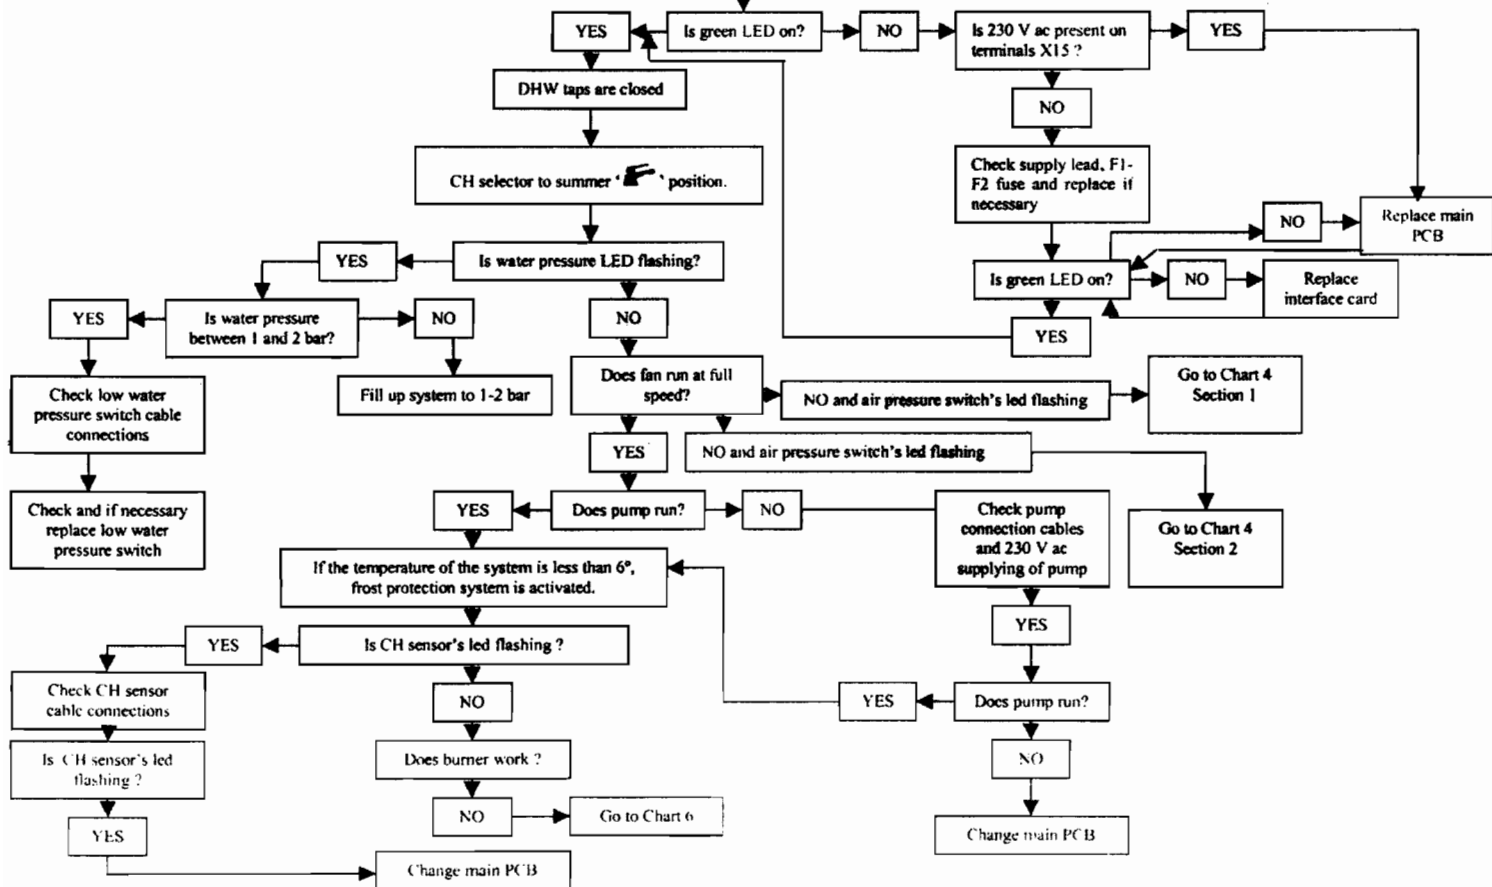 YES
Is green LED on?
NO
Is 230 V ac present on
terminals X15 ?
YES
DHW taps are closed
NO
CH selector to summer ' ' position.
Check supply lead, F1-
F2 fuse and replace if
necessary
NO
Replace main
PCB
YES
Is water pressure LED flashing?
Is green LED on?
NO
Replace
interface card
YES
Is water pressure
between 1 and 2 bar?
NO
NO
YES
Check low water
pressure switch cable
connections
Fill up system to 1-2 bar
Does fan run at full
speed?
NO and air pressure switch's led flashing
Go to Chart 4
Section 1
YES
NO and air pressure switch's led flashing
Check and if necessary
replace low water
pressure switch
YES
Does pump run?
NO
Check pump
connection cables
and 230 V ac
supplying of pump
Go to Chart 4
Section 2
If the temperature of the system is less than 6º,
frost protection system is activated.
YES
YES
Is CH sensor's led flashing ?
Check CH sensor
cable connections
NO
YES
Does pump run?
Is CH sensor's led
flashing ?
Does burner work ?
NO
YES
NO
Go to Chart 6
Change main PCB
Change main PCB